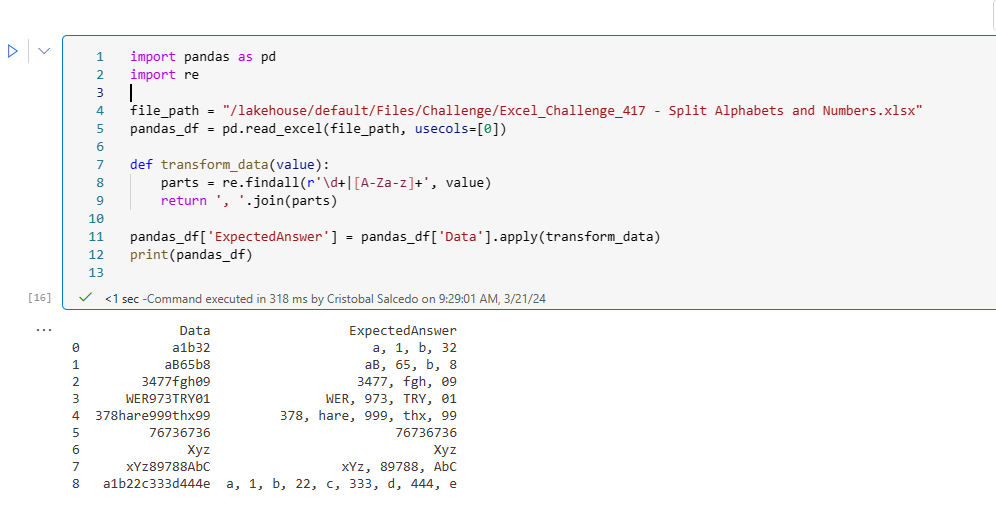 1 import pandas as pd
2 import re
3
4 file_path = "/lakehouse/default/Files/Challenge/Excel_Challenge_417 - Split Alphabets and Numbers.xlsx"
5 pandas_df = pd.read_excel(file_path, usecols=[0])
6
7 def transform_data(value):
8     parts = re.findall(r'\d+|[A-Za-z]+', value)
9     return ', '.join(parts)
10
11 pandas_df['ExpectedAnswer'] = pandas_df['Data'].apply(transform_data)
12 print(pandas_df)
13
[16] <1 sec -Command executed in 318 ms by Cristobal Salcedo on 9:29:01 AM, 3/21/24
... Data ExpectedAnswer
0 a1b32 a, 1, b, 32
1 aB65b8 aB, 65, b, 8
2 3477fgh09 3477, fgh, 09
3 WER973TRY01 WER, 973, TRY, 01
4 378hare999thx99 378, hare, 999, thx, 99
5 76736736 76736736
6 Xyz Xyz
7 xYz89788AbC xYz, 89788, AbC
8 a1b22c333d444e a, 1, b, 22, c, 333, d, 444, e